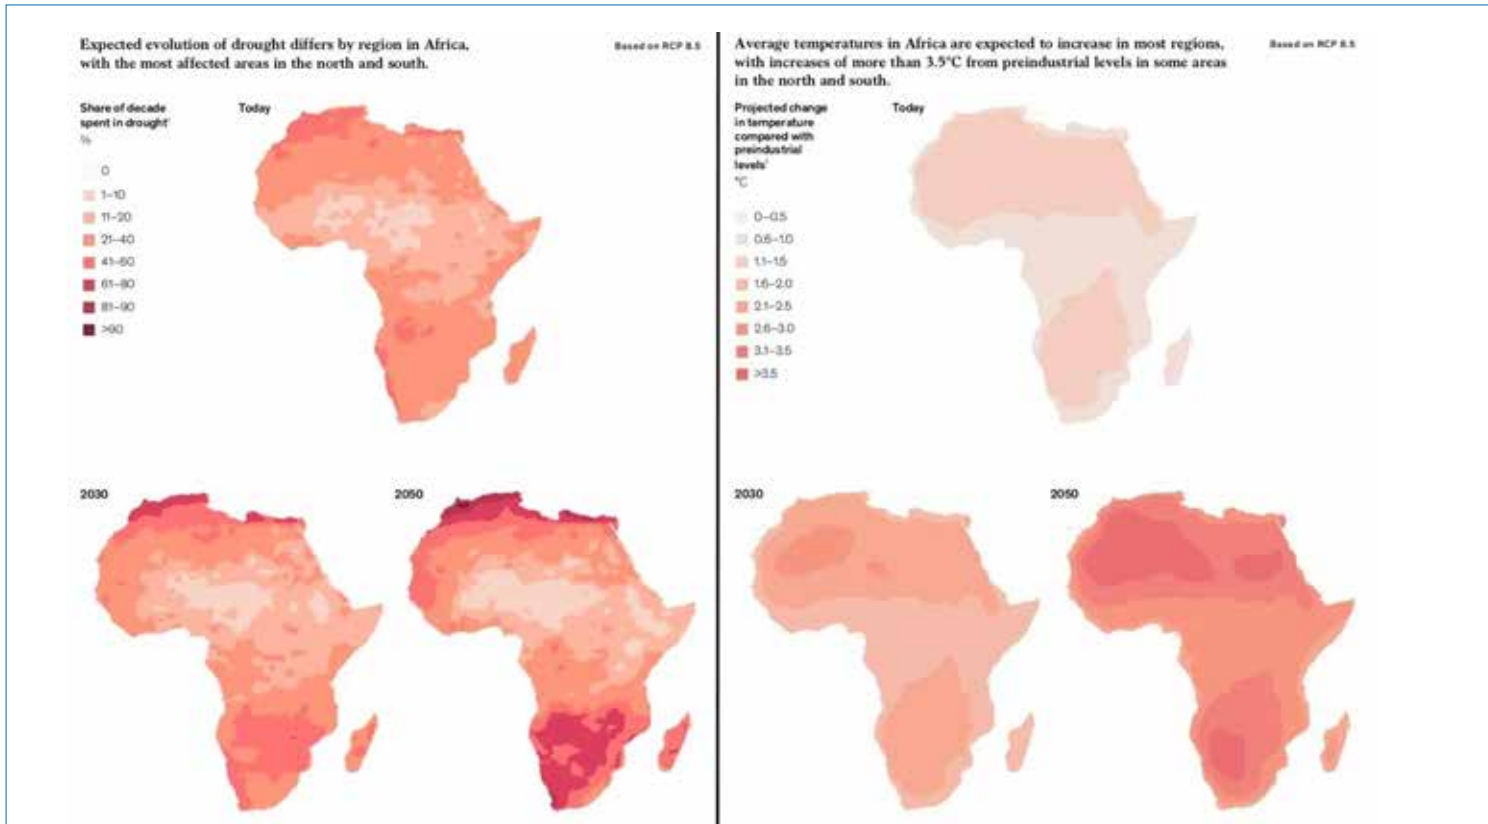 Expected evolution of drought differs by region in Africa,
with the most affected areas in the north and south.
Based on RCP 8.5
Share of decade
spent in drought¹
%
0
1–10
11–20
21–40
41–60
61–80
81–90
>90
Today
2030
2050
Average temperatures in Africa are expected to increase in most regions,
with increases of more than 3.5°C from preindustrial levels in some areas
in the north and south.
Based on RCP 8.5
Projected change
in temperature
compared with
preindustrial
levels¹
°C
0–0.5
0.6–1.0
1.1–1.5
1.6–2.0
2.1–2.5
2.6–3.0
3.1–3.5
>3.5
Today
2030
2050